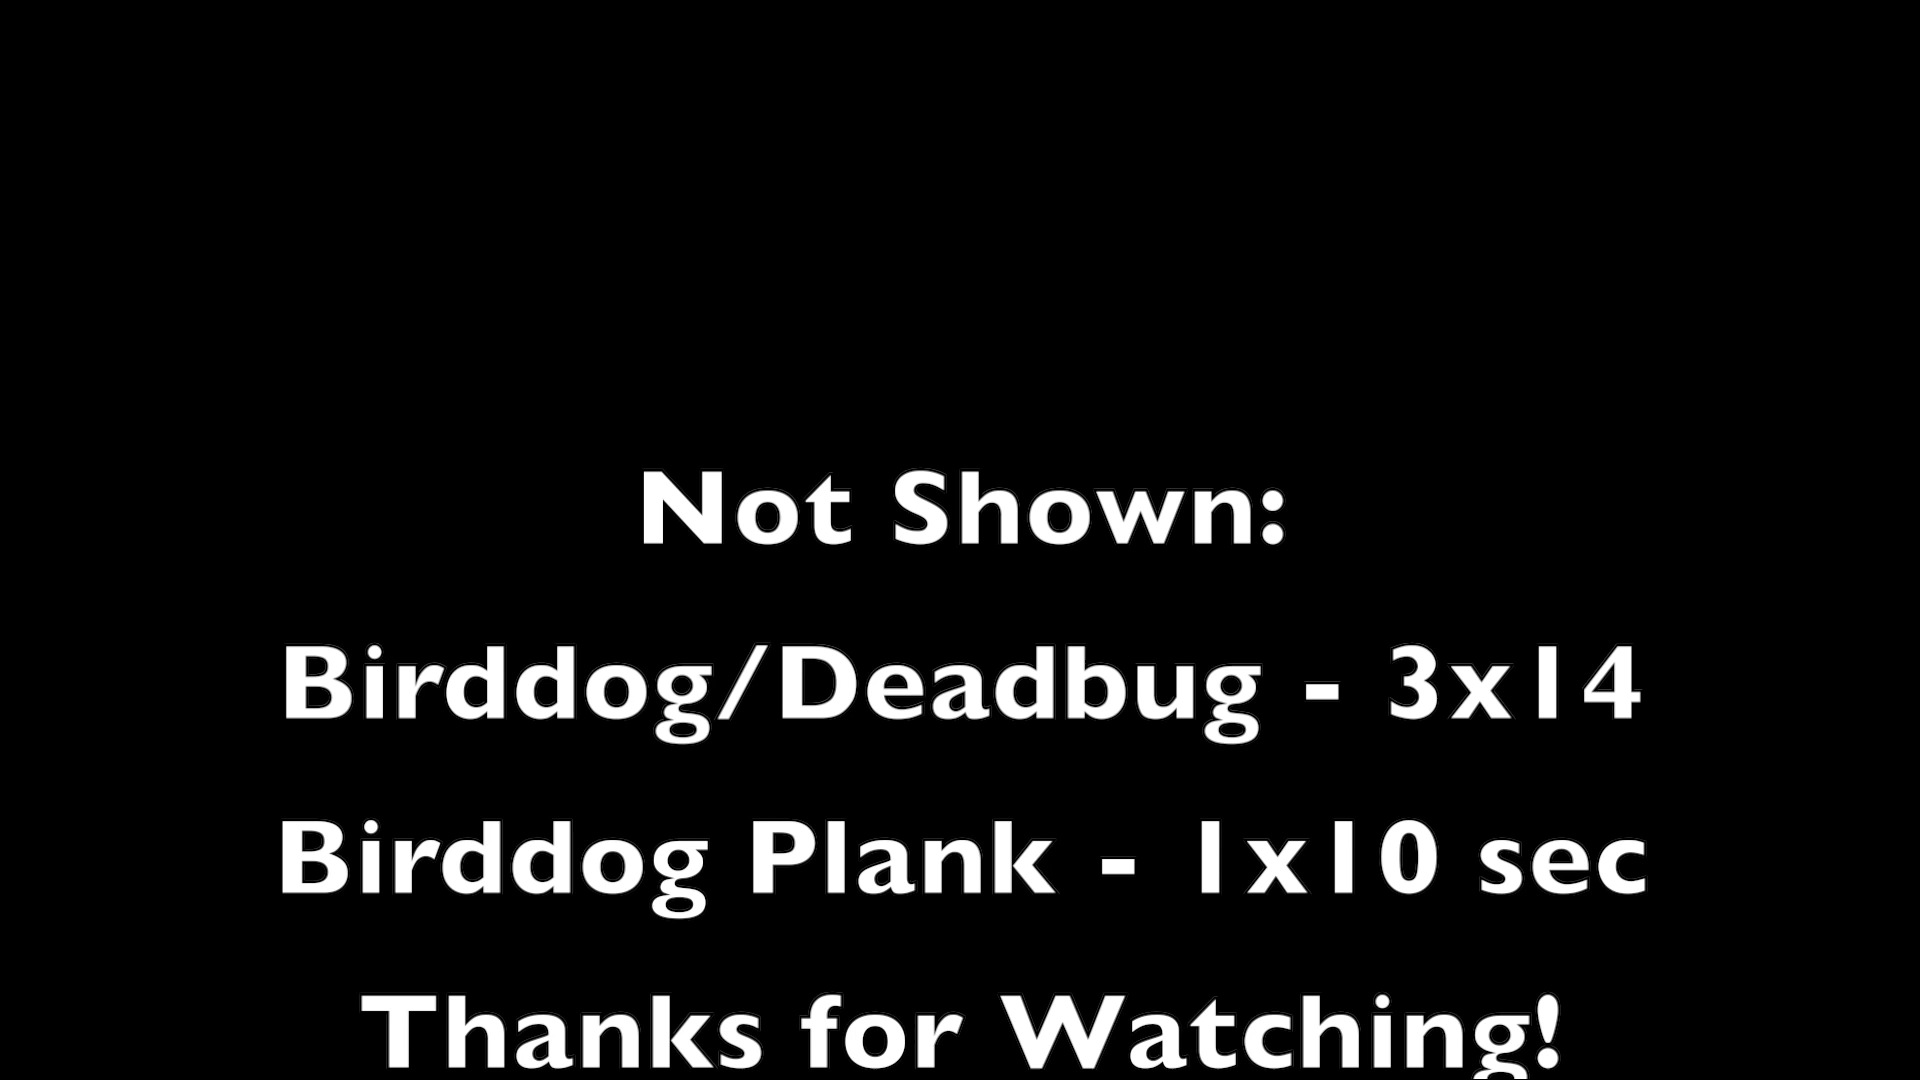 Not Shown:
Birddog/Deadbug - 3x14
Birddog Plank - 1x10 sec
Thanks for Watching!